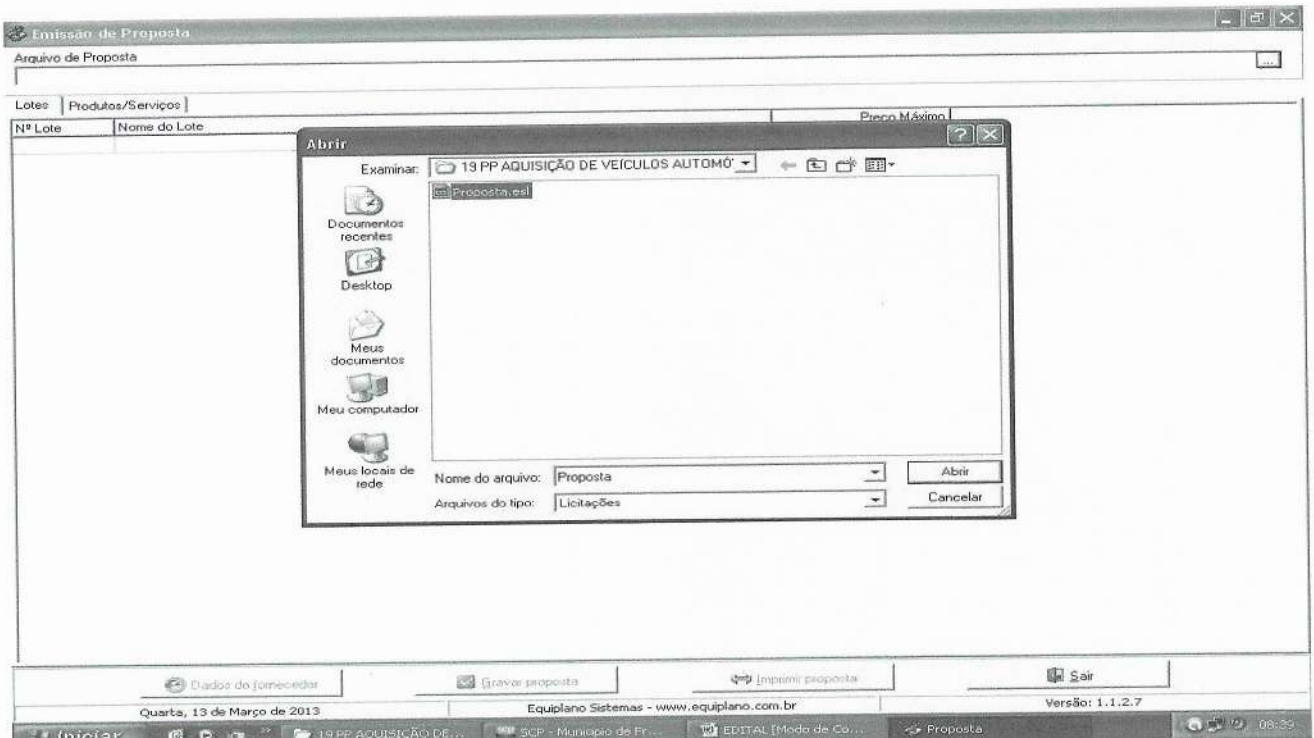 Emissão de Proposta
Arquivo de Proposta
...
Lotes Produtos/Serviços
Nº Lote Nome do Lote Preço Máximo
Abrir
Examinar: 19 PP AQUISIÇÃO DE VEÍCULOS AUTOMÓ
Proposta.esl
Documentos
recentes
Desktop
Meus
documentos
Meu computador
Meus locais de
rede
Nome do arquivo: Proposta Abrir
Arquivos do tipo: Licitações Cancelar
Dados do fornecedor Gravar proposta Imprimir proposta Sair
Quarta, 13 de Março de 2013 Equiplano Sistemas - www.equiplano.com.br Versão: 1.1.2.7
Iniciar 19 PP AQUISIÇÃO DE... SCP - Municipio de Fr... EDITAL [Modo de Co... Proposta 08:39